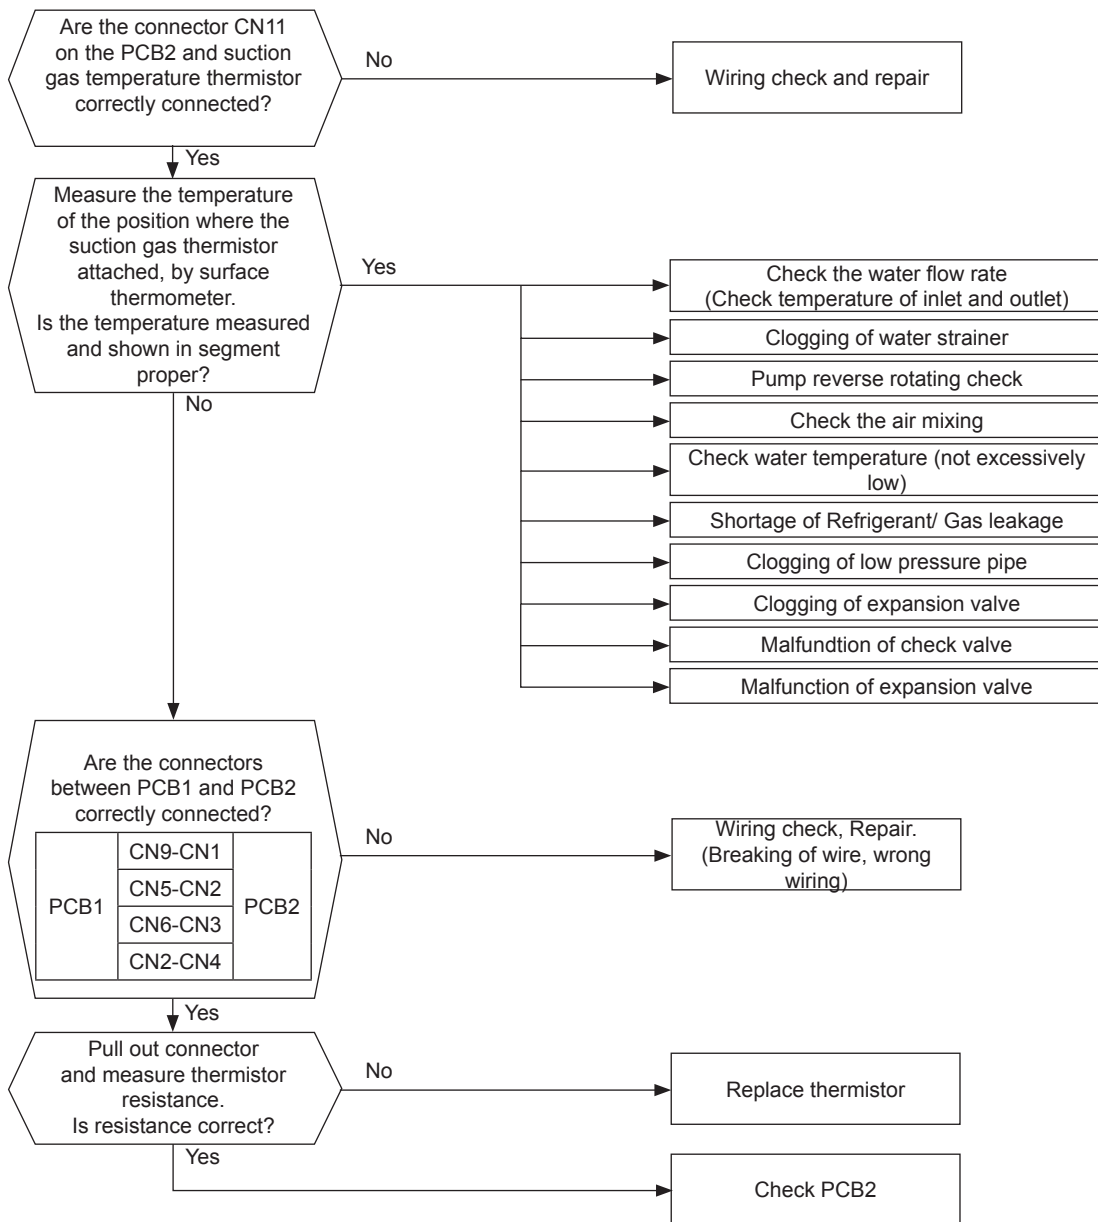 Are the connector CN11
on the PCB2 and suction
gas temperature thermistor
correctly connected?
No
Wiring check and repair
Yes
Measure the temperature
of the position where the
suction gas thermistor
attached, by surface
thermometer.
Is the temperature measured
and shown in segment
proper?
Yes
Check the water flow rate
(Check temperature of inlet and outlet)
Clogging of water strainer
Pump reverse rotating check
Check the air mixing
Check water temperature (not excessively
low)
Shortage of Refrigerant/ Gas leakage
Clogging of low pressure pipe
Clogging of expansion valve
Malfundtion of check valve
Malfunction of expansion valve
No
Are the connectors
between PCB1 and PCB2
correctly connected?
PCB1
CN9-CN1
CN5-CN2
CN6-CN3
CN2-CN4
PCB2
No
Wiring check, Repair.
(Breaking of wire, wrong
wiring)
Yes
Pull out connector
and measure thermistor
resistance.
Is resistance correct?
No
Replace thermistor
Yes
Check PCB2